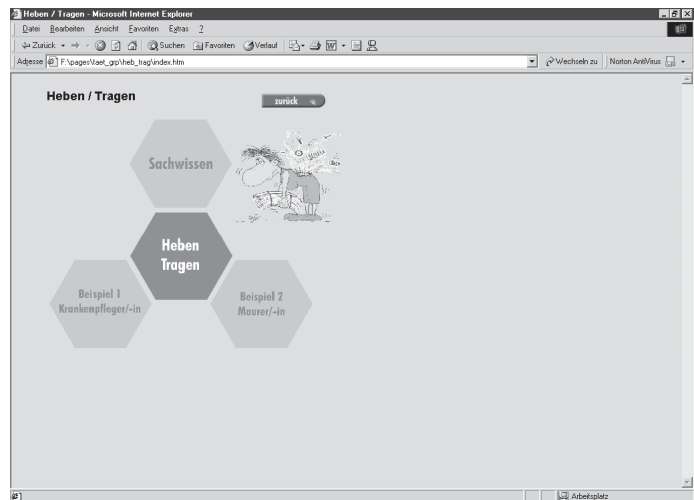 Heben / Tragen - Microsoft Internet Explorer
Datei Bearbeiten Ansicht Favoriten Extras ?
Zurück Suchen Favoriten Verlauf
Adresse F:\pages\taet_grp\heb_trag\index.htm Wechseln zu Norton AntiVirus
Heben / Tragen
zurück
Sachwissen
Heben
Tragen
Beispiel 1
Krankenpfleger/-in
Beispiel 2
Maurer/-in
Arbeitsplatz